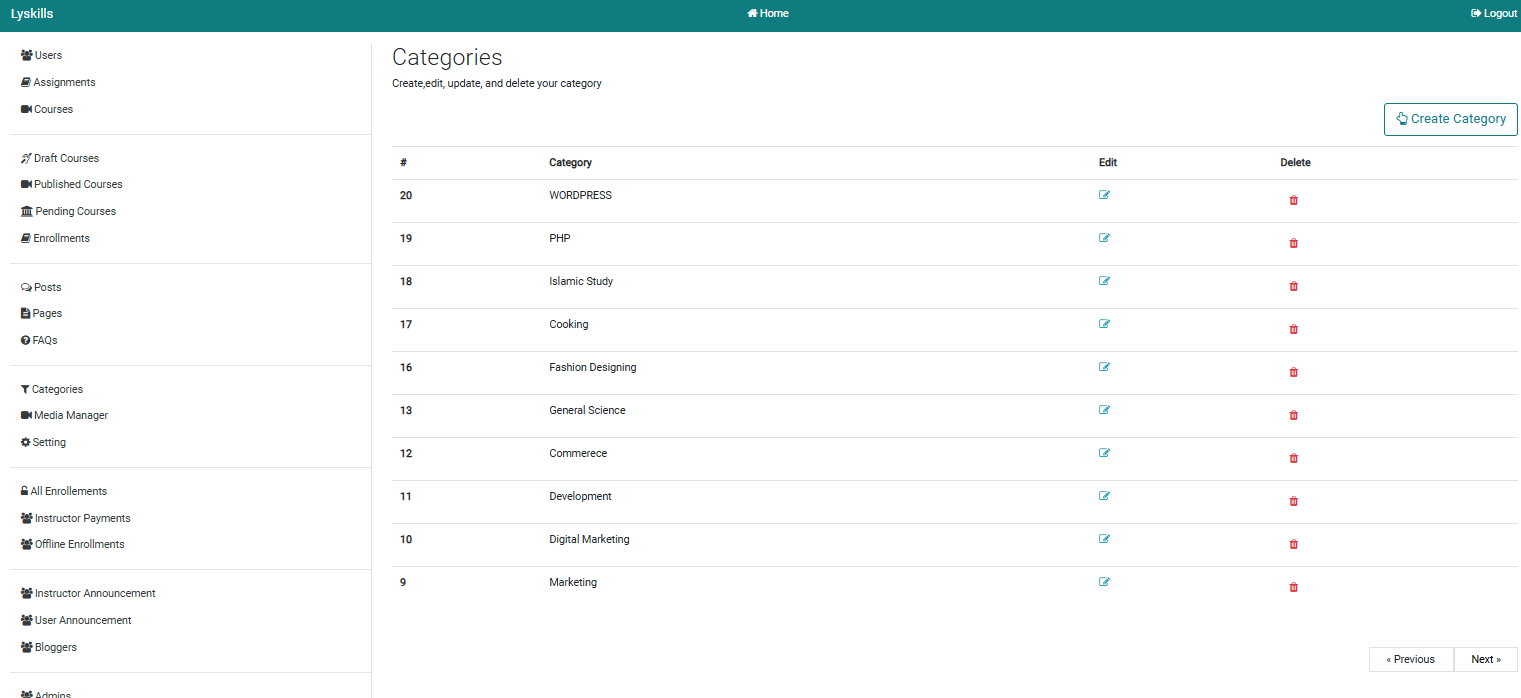 Lyskills
Home
Logout
Users
Assignments
Courses
Draft Courses
Published Courses
Pending Courses
Enrollments
Posts
Pages
FAQs
Categories
Media Manager
Setting
All Enrollements
Instructor Payments
Offline Enrollments
Instructor Announcement
User Announcement
Bloggers
Admins
Categories
Create,edit, update, and delete your category
Create Category
# Category Edit Delete
20 WORDPRESS
19 PHP
18 Islamic Study
17 Cooking
16 Fashion Designing
13 General Science
12 Commerece
11 Development
10 Digital Marketing
9 Marketing
« Previous Next »